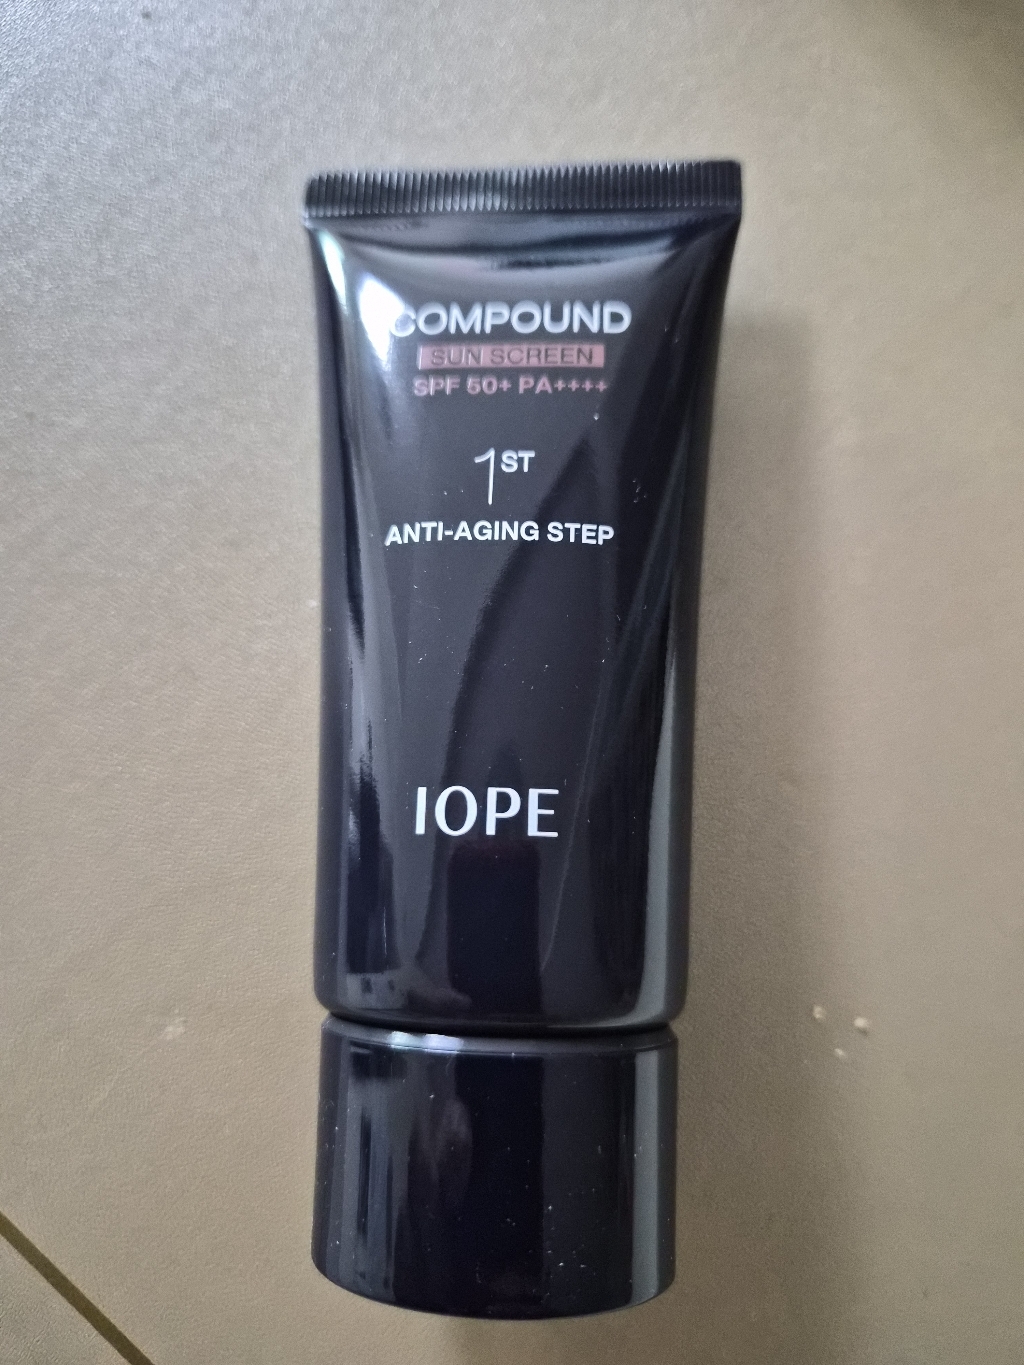 COMPOUND
SUN SCREEN
SPF 50+ PA++++
1ST
ANTI-AGING STEP
IOPE